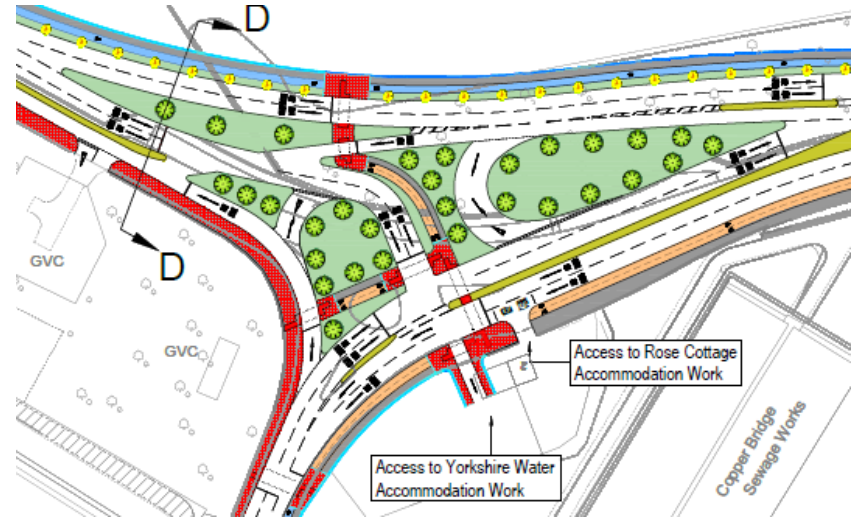 D
D
GVC
GVC
Access to Rose Cottage
Accommodation Work
Access to Yorkshire Water
Accommodation Work
Copper Bridge
Sewage Works